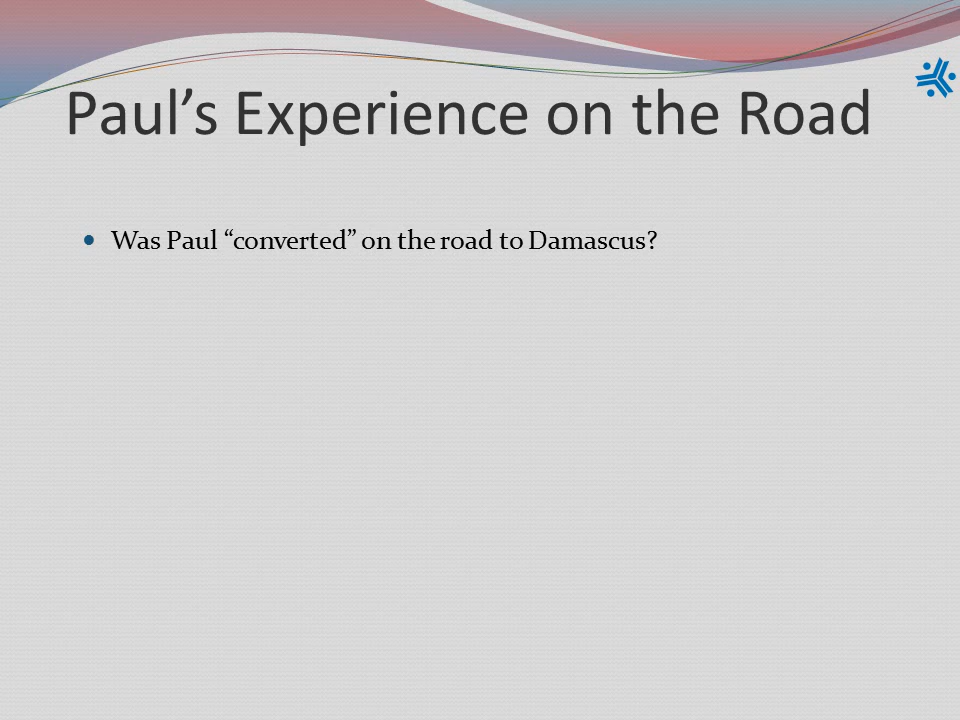 Paul’s Experience on the Road
• Was Paul “converted” on the road to Damascus?